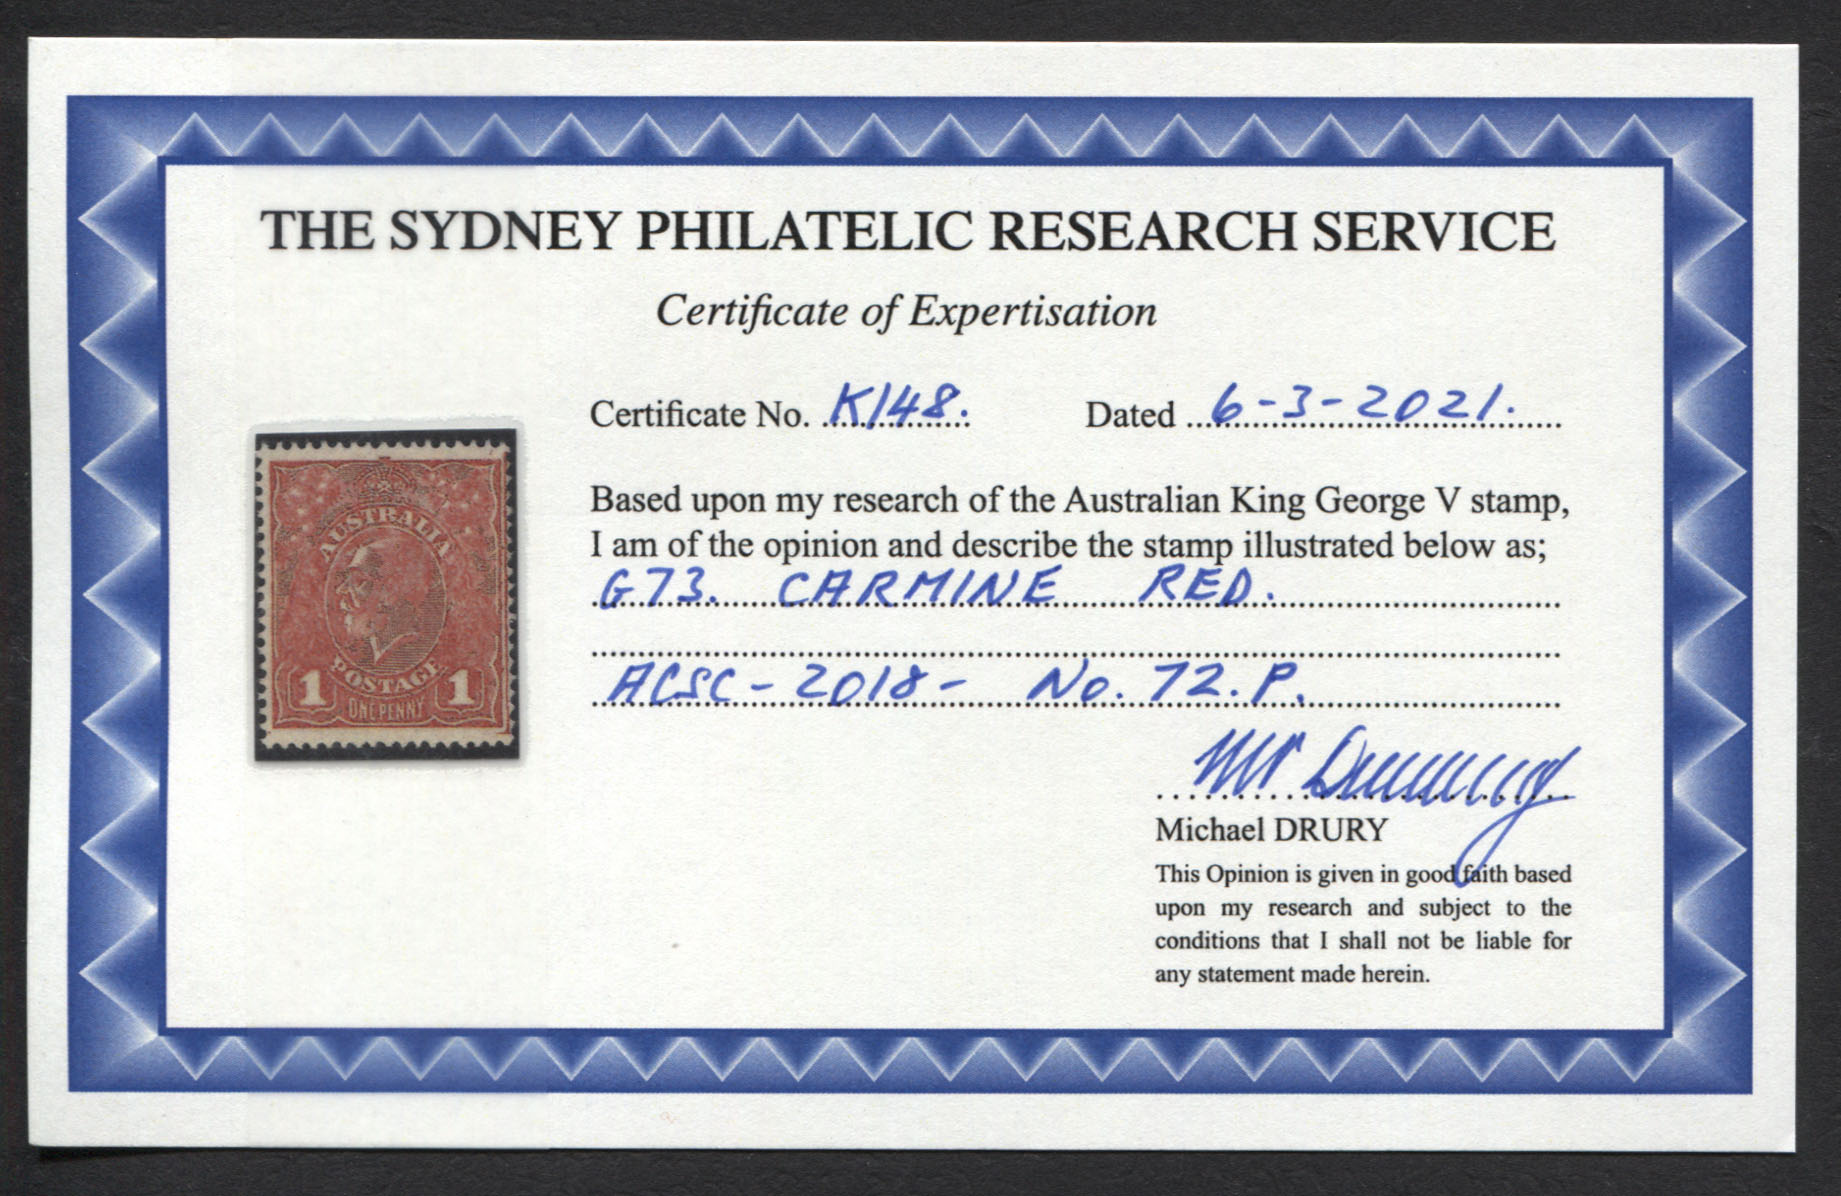 THE SYDNEY PHILATELIC RESEARCH SERVICE
Certificate of Expertisation
Certificate No. K148.
Dated 6-3-2021.
Based upon my research of the Australian King George V stamp,
I am of the opinion and describe the stamp illustrated below as;
G73. CARMINE RED.
ACSC-2018- No. 72.P.
Michael DRURY
This Opinion is given in good faith based
upon my research and subject to the
conditions that I shall not be liable for
any statement made herein.
AUSTRALIA
POSTAGE
1 1
ONE PENNY